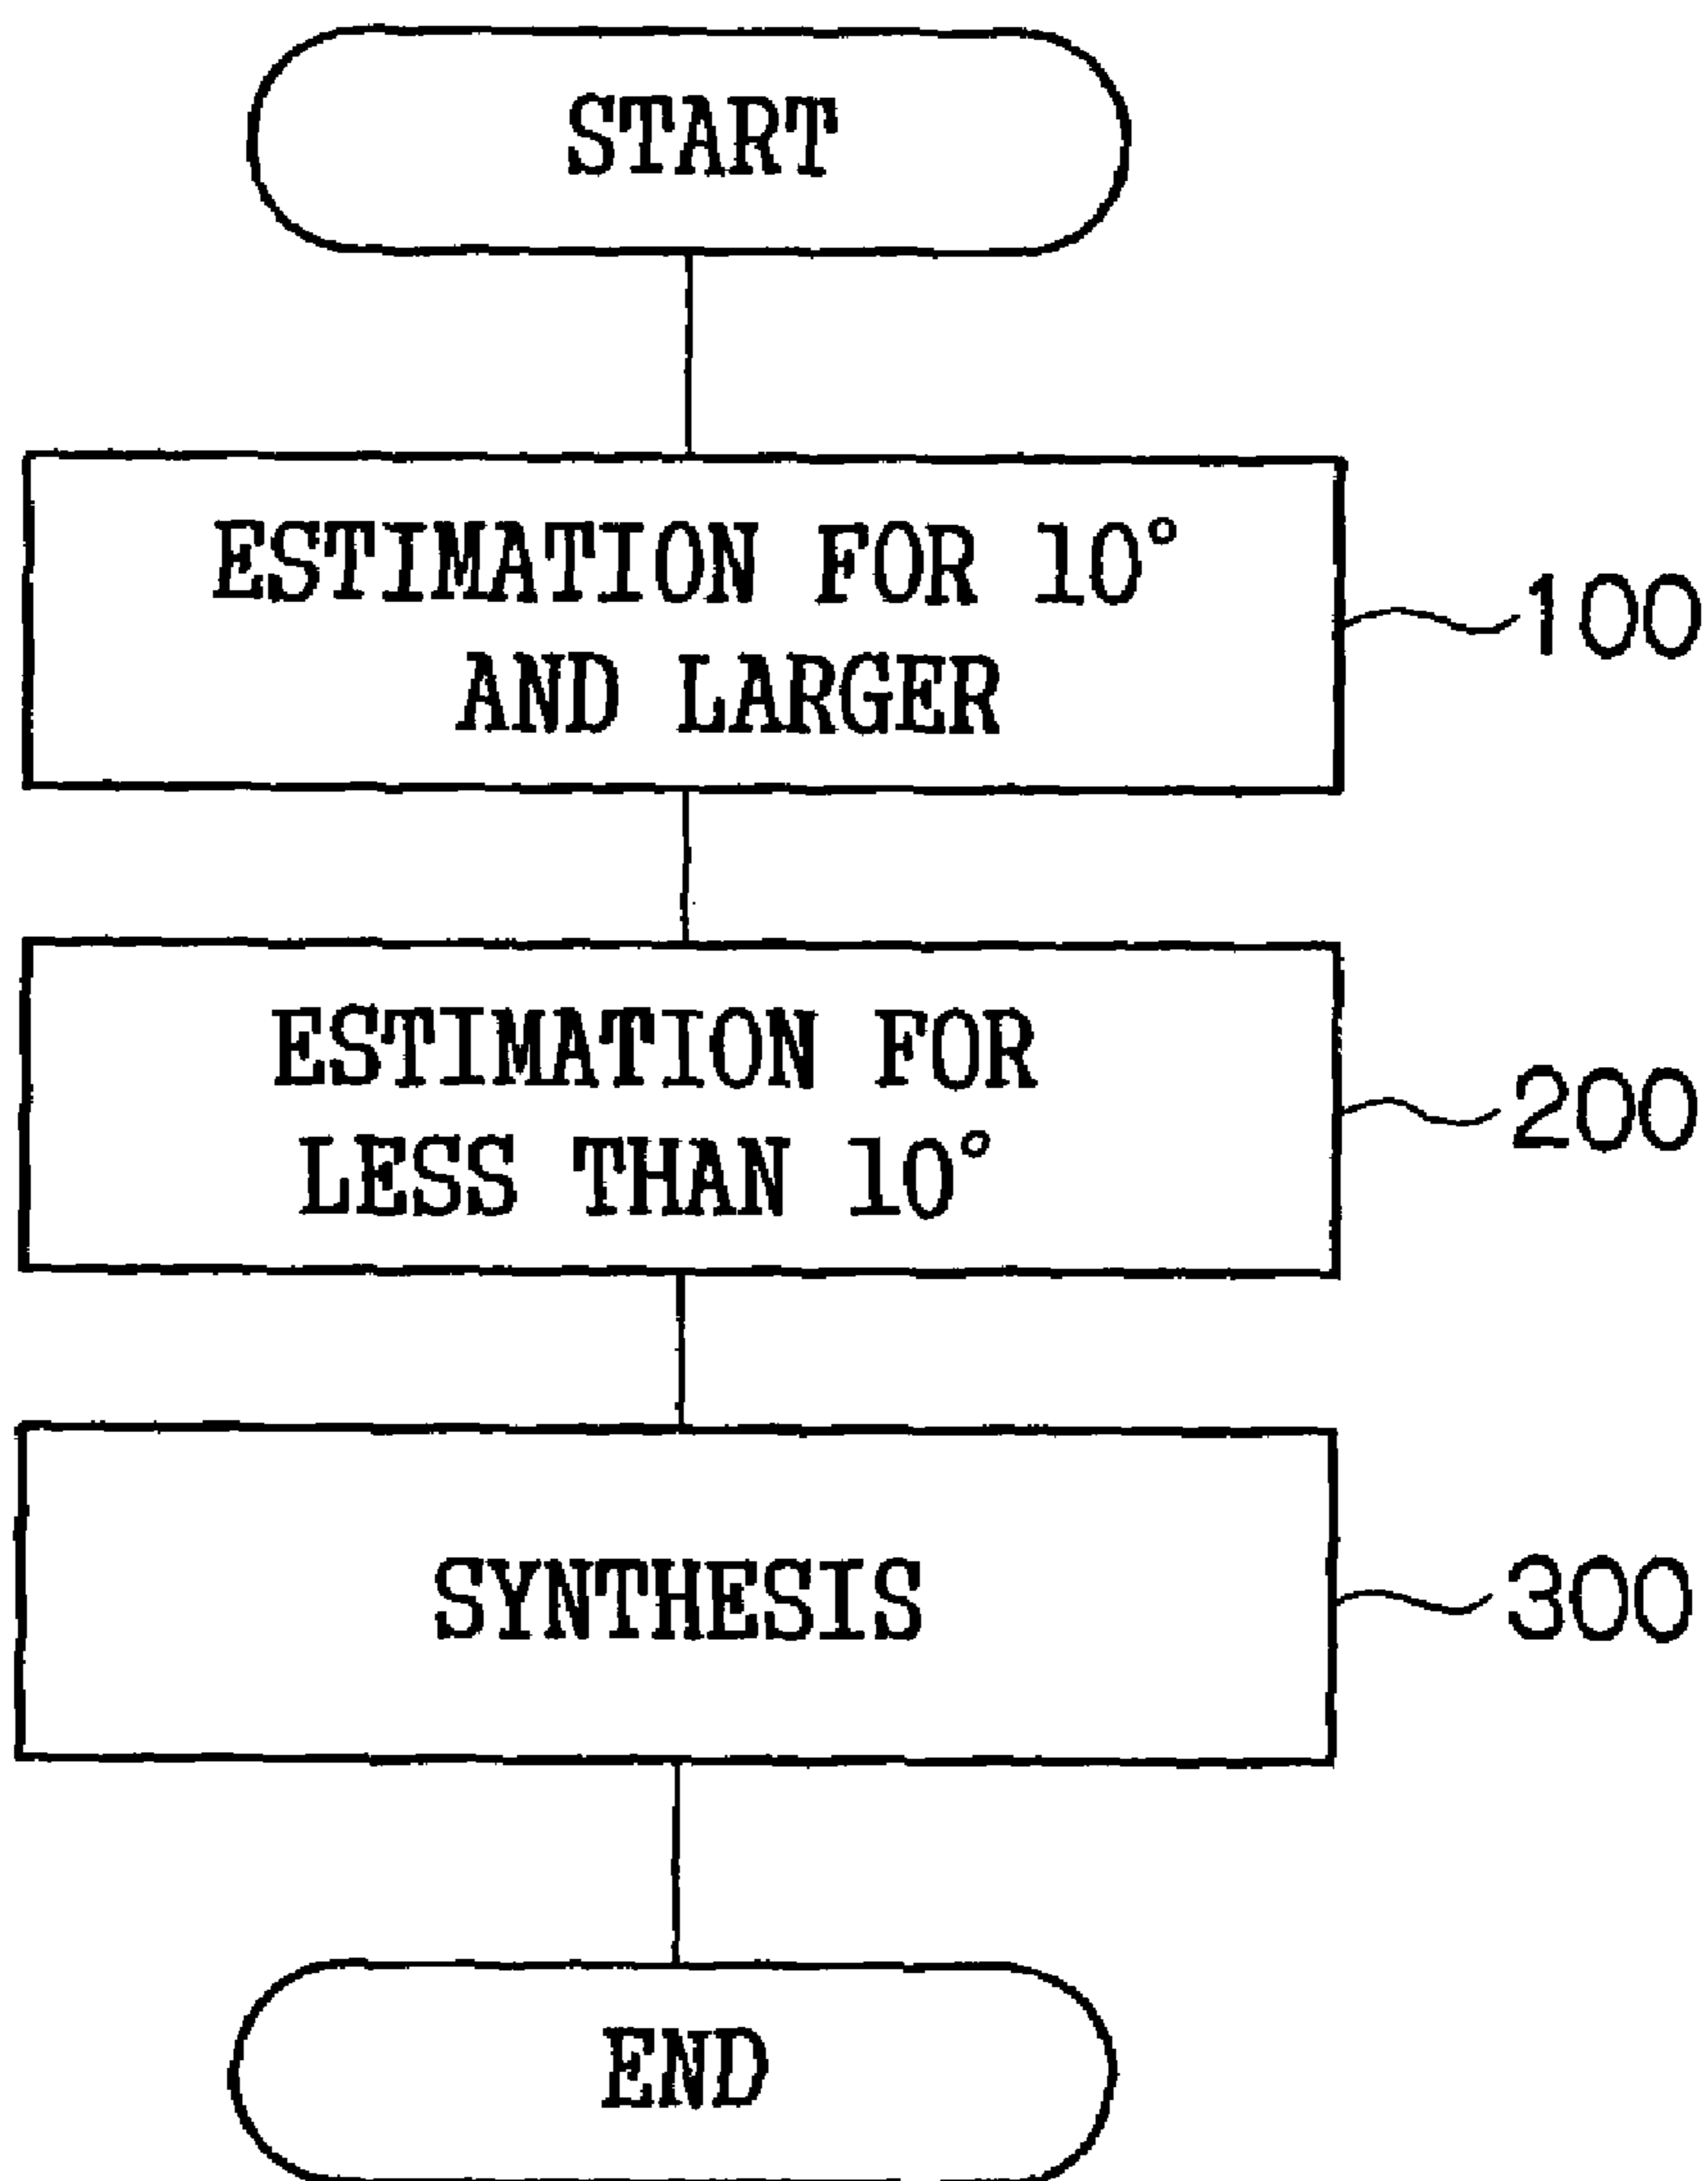 START
ESTIMATION FOR 10°
AND LARGER
100
ESTIMATION FOR
LESS THAN 10°
200
SYNTHESIS
300
END